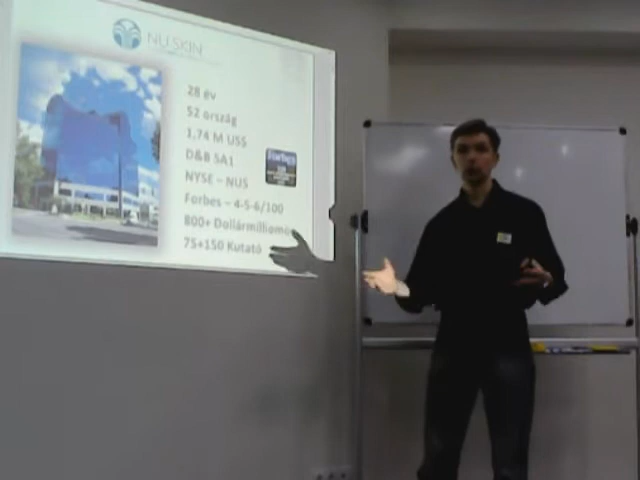 NU SKIN
28 év
52 ország
1,74 M US$
D&B 5A1
NYSE – NUS
Forbes
Forbes – 4-5-6/100
800+ Dollármilliomos
75+150 Kutató